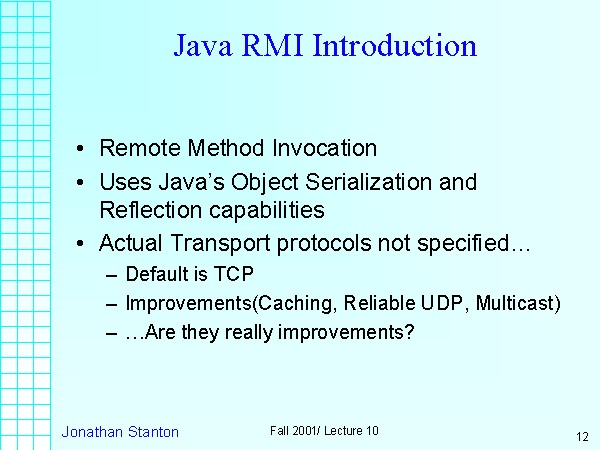 Java RMI Introduction
• Remote Method Invocation
• Uses Java’s Object Serialization and
Reflection capabilities
• Actual Transport protocols not specified…
– Default is TCP
– Improvements(Caching, Reliable UDP, Multicast)
– …Are they really improvements?
Jonathan Stanton
Fall 2001/ Lecture 10
12